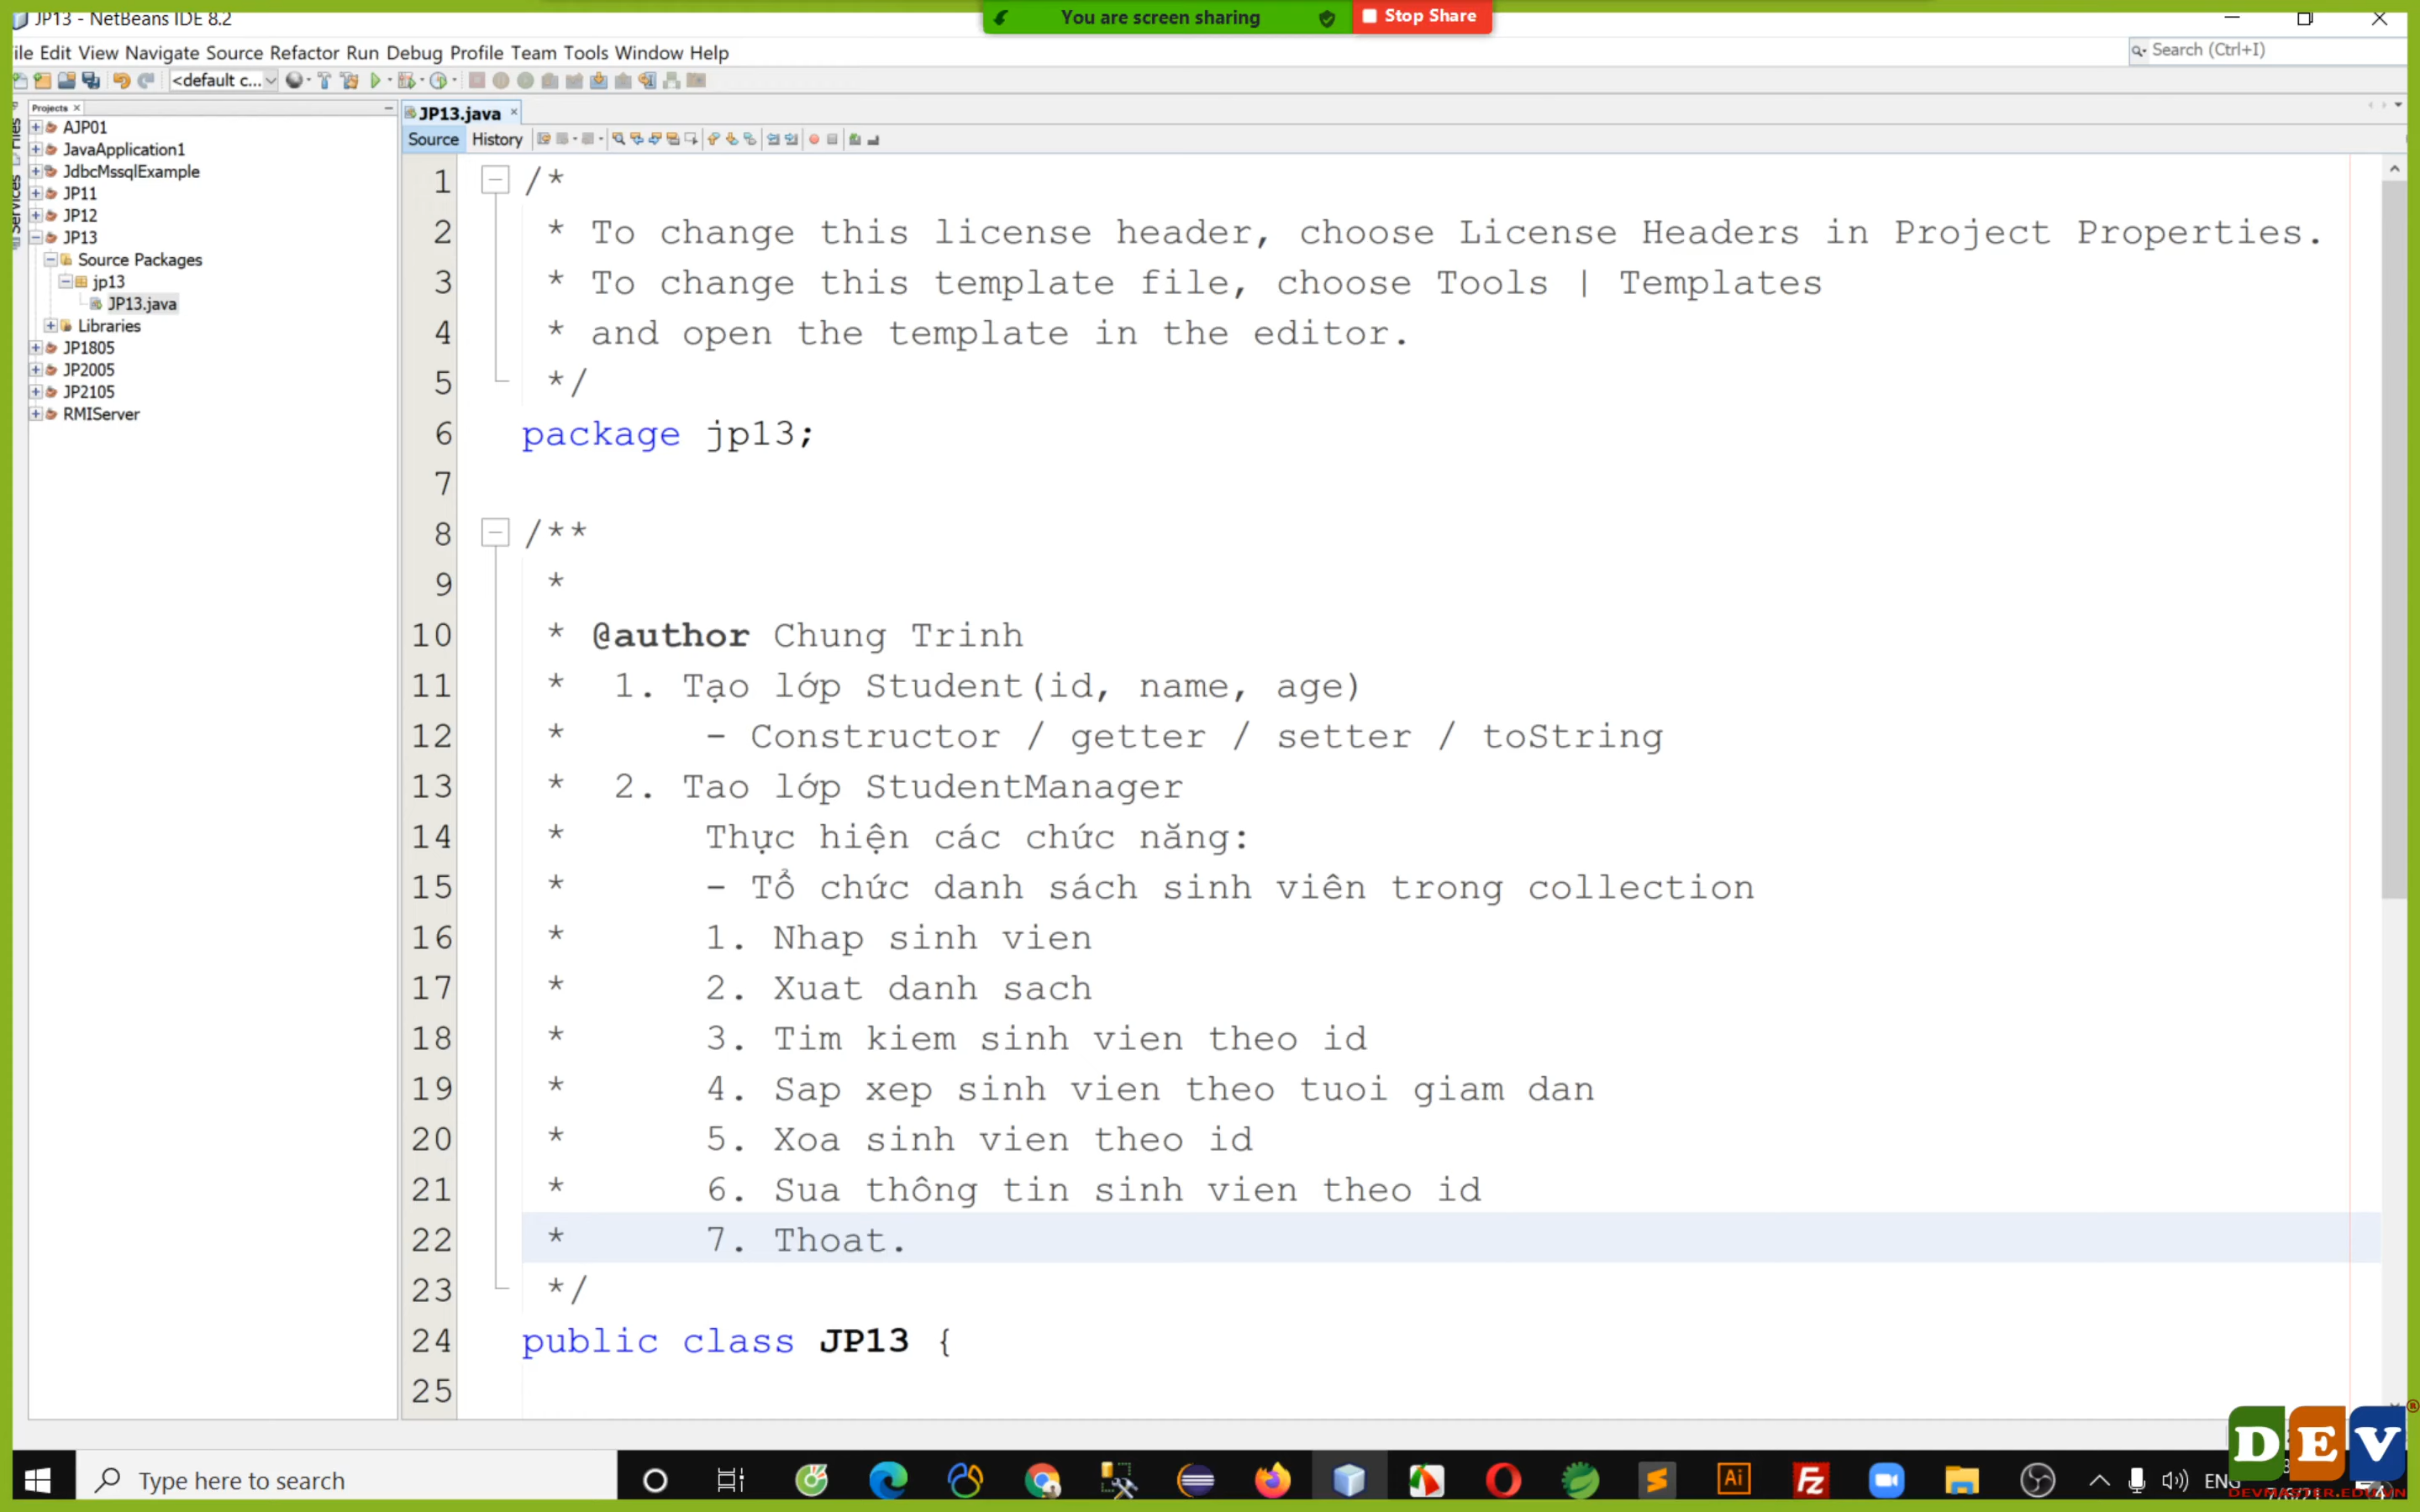 JP13 - NetBeans IDE 8.2
You are screen sharing
Stop Share
ile Edit View Navigate Source Refactor Run Debug Profile Team Tools Window Help
Search (Ctrl+I)
<default c...
Projects
Files
Services
AJP01
JavaApplication1
JdbcMssqlExample
JP11
JP12
JP13
Source Packages
jp13
JP13.java
Libraries
JP1805
JP2005
JP2105
RMIServer
JP13.java
Source History
1 /*
2 * To change this license header, choose License Headers in Project Properties.
3 * To change this template file, choose Tools | Templates
4 * and open the template in the editor.
5 */
6 package jp13;
7
8 /**
9 *
10 * @author Chung Trinh
11 * 1. Tạo lớp Student(id, name, age)
12 * - Constructor / getter / setter / toString
13 * 2. Tao lớp StudentManager
14 * Thực hiện các chức năng:
15 * - Tổ chức danh sách sinh viên trong collection
16 * 1. Nhap sinh vien
17 * 2. Xuat danh sach
18 * 3. Tim kiem sinh vien theo id
19 * 4. Sap xep sinh vien theo tuoi giam dan
20 * 5. Xoa sinh vien theo id
21 * 6. Sua thông tin sinh vien theo id
22 * 7. Thoat.
23 */
24 public class JP13 {
25
Type here to search
Ai
Fz
ENG
DEV
®
DEVMASTER.EDU.VN